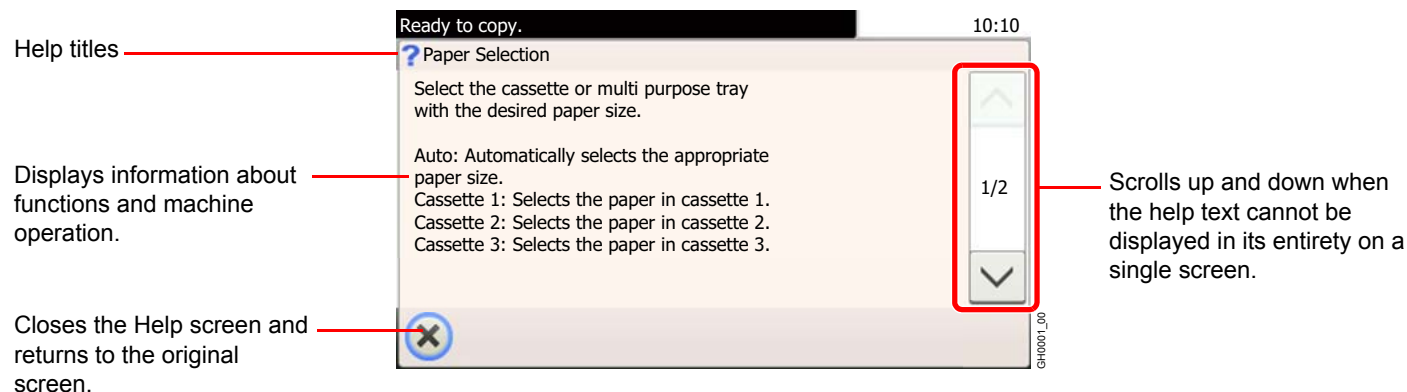 Help titles
Displays information about
functions and machine
operation.
Closes the Help screen and
returns to the original
screen.
Ready to copy.
10:10
? Paper Selection
Select the cassette or multi purpose tray
with the desired paper size.
Auto: Automatically selects the appropriate
paper size.
Cassette 1: Selects the paper in cassette 1.
Cassette 2: Selects the paper in cassette 2.
Cassette 3: Selects the paper in cassette 3.
1/2
GH0001_00
Scrolls up and down when
the help text cannot be
displayed in its entirety on a
single screen.